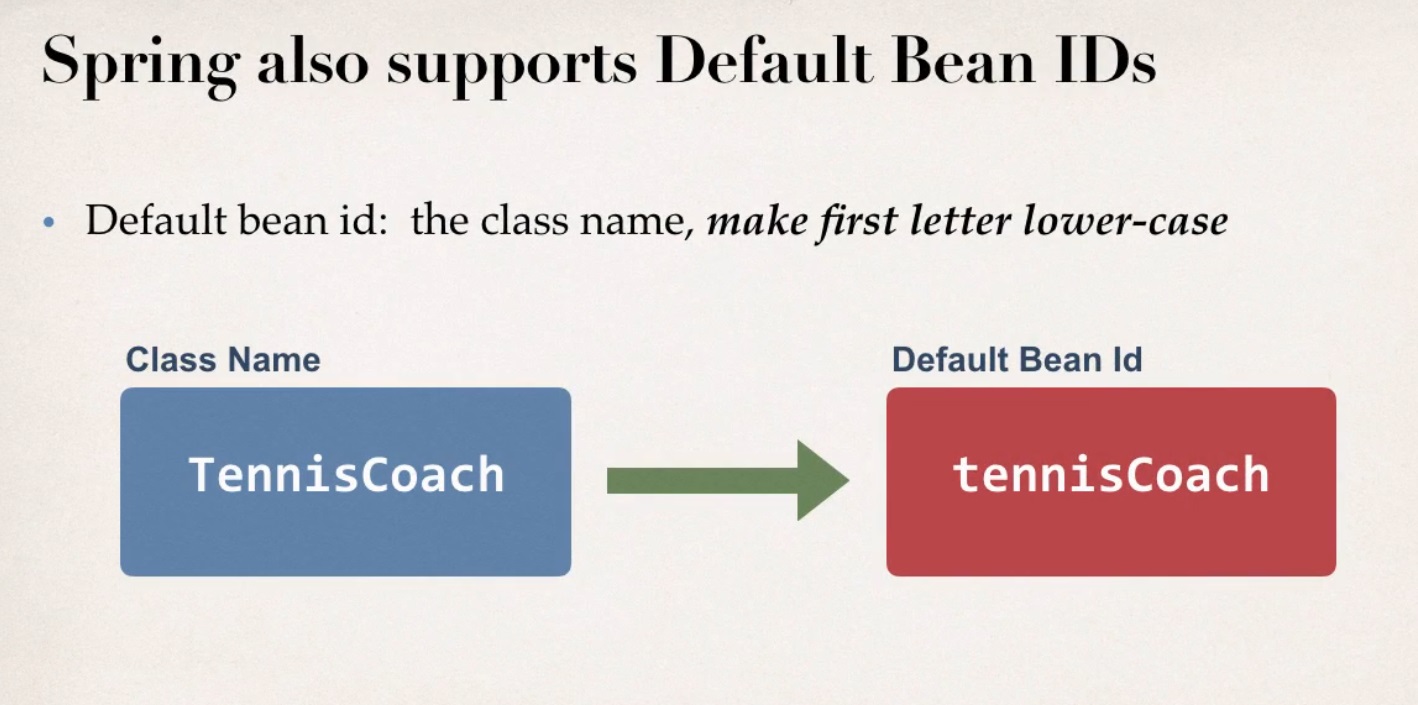 Spring also supports Default Bean IDs
• Default bean id: the class name, make first letter lower-case
Class Name
Default Bean Id
TennisCoach
tennisCoach